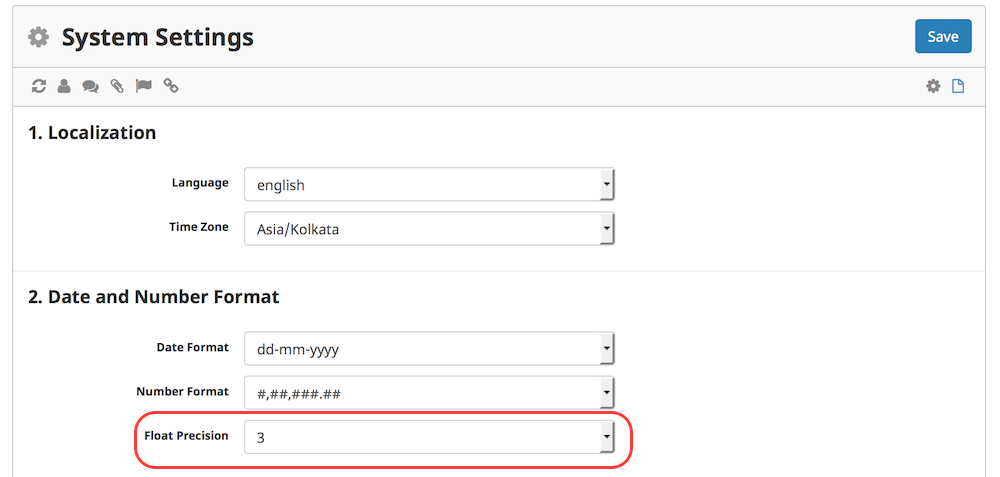 System Settings
Save
1. Localization
Language english
Time Zone Asia/Kolkata
2. Date and Number Format
Date Format dd-mm-yyyy
Number Format #,##,###.##
Float Precision 3